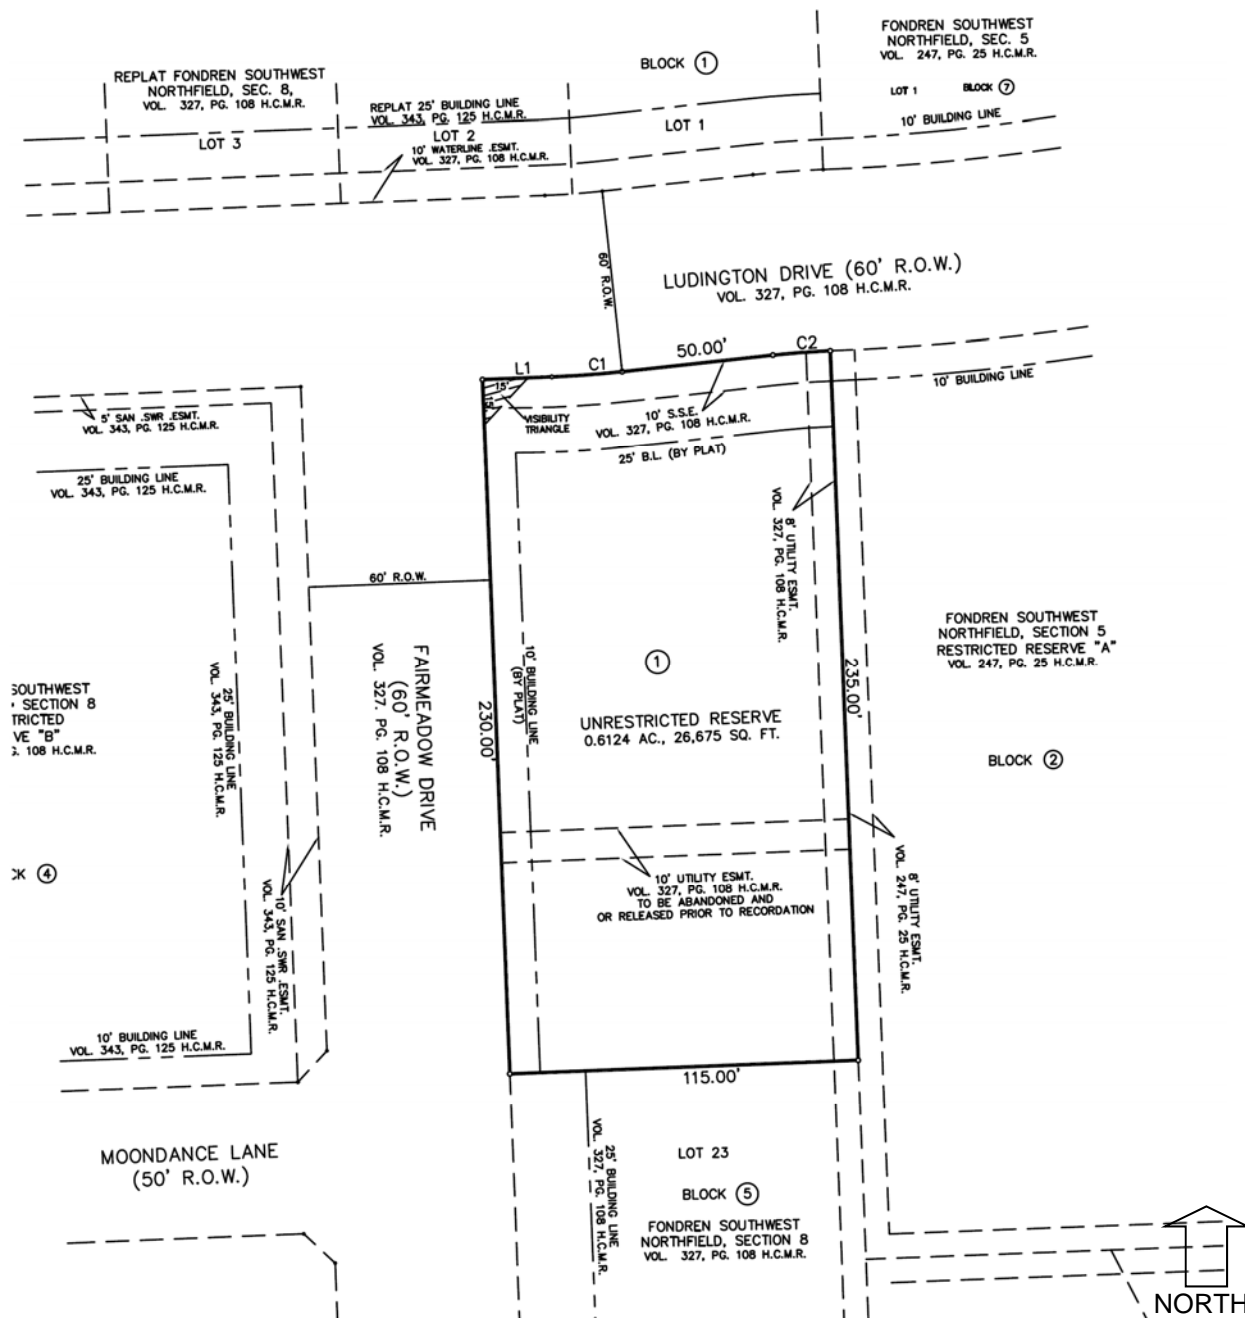 FONDREN SOUTHWEST
NORTHFIELD, SEC. 5
VOL. 247, PG. 25 H.C.M.R.
BLOCK 1
REPLAT FONDREN SOUTHWEST
NORTHFIELD, SEC. 8,
VOL. 327, PG. 108 H.C.M.R.
LOT 1 BLOCK 7
REPLAT 25' BUILDING LINE
VOL. 343, PG. 125 H.C.M.R.
10' BUILDING LINE
LOT 3
LOT 2
LOT 1
10' WATERLINE .ESMT.
VOL. 327, PG. 108 H.C.M.R.
60' R.O.W.
LUDINGTON DRIVE (60' R.O.W.)
VOL. 327, PG. 108 H.C.M.R.
L1
C1
50.00'
C2
10' BUILDING LINE
15'
15'
VISIBILITY
TRIANGLE
10' S.S.E.
VOL. 327, PG. 108 H.C.M.R.
25' B.L. (BY PLAT)
5' SAN .SWR .ESMT.
VOL. 343, PG. 125 H.C.M.R.
25' BUILDING LINE
VOL. 343, PG. 125 H.C.M.R.
8' UTILITY ESMT.
VOL. 327, PG. 108 H.C.M.R.
60' R.O.W.
FONDREN SOUTHWEST
NORTHFIELD, SECTION 5
RESTRICTED RESERVE "A"
VOL. 247, PG. 25 H.C.M.R.
FAIRMEADOW DRIVE
(60' R.O.W.)
VOL. 327. PG. 108 H.C.M.R.
10' BUILDING LINE
(BY PLAT)
1
235.00'
230.00'
UNRESTRICTED RESERVE
0.6124 AC., 26,675 SQ. FT.
SOUTHWEST
SECTION 8
TRICTED
VE "B"
G. 108 H.C.M.R.
25' BUILDING LINE
VOL. 343, PG. 125 H.C.M.R.
BLOCK 2
CK 4
10' UTILITY ESMT.
VOL. 327, PG. 108 H.C.M.R.
TO BE ABANDONED AND
OR RELEASED PRIOR TO RECORDATION
8' UTILITY ESMT.
VOL. 247, PG. 25 H.C.M.R.
10' SAN .SWR .ESMT.
VOL. 343, PG. 125 H.C.M.R.
10' BUILDING LINE
VOL. 343, PG. 125 H.C.M.R.
115.00'
MOONDANCE LANE
(50' R.O.W.)
25' BUILDING LINE
VOL. 327, PG. 108 H.C.M.R.
LOT 23
BLOCK 5
FONDREN SOUTHWEST
NORTHFIELD, SECTION 8
VOL. 327, PG. 108 H.C.M.R.
NORTH